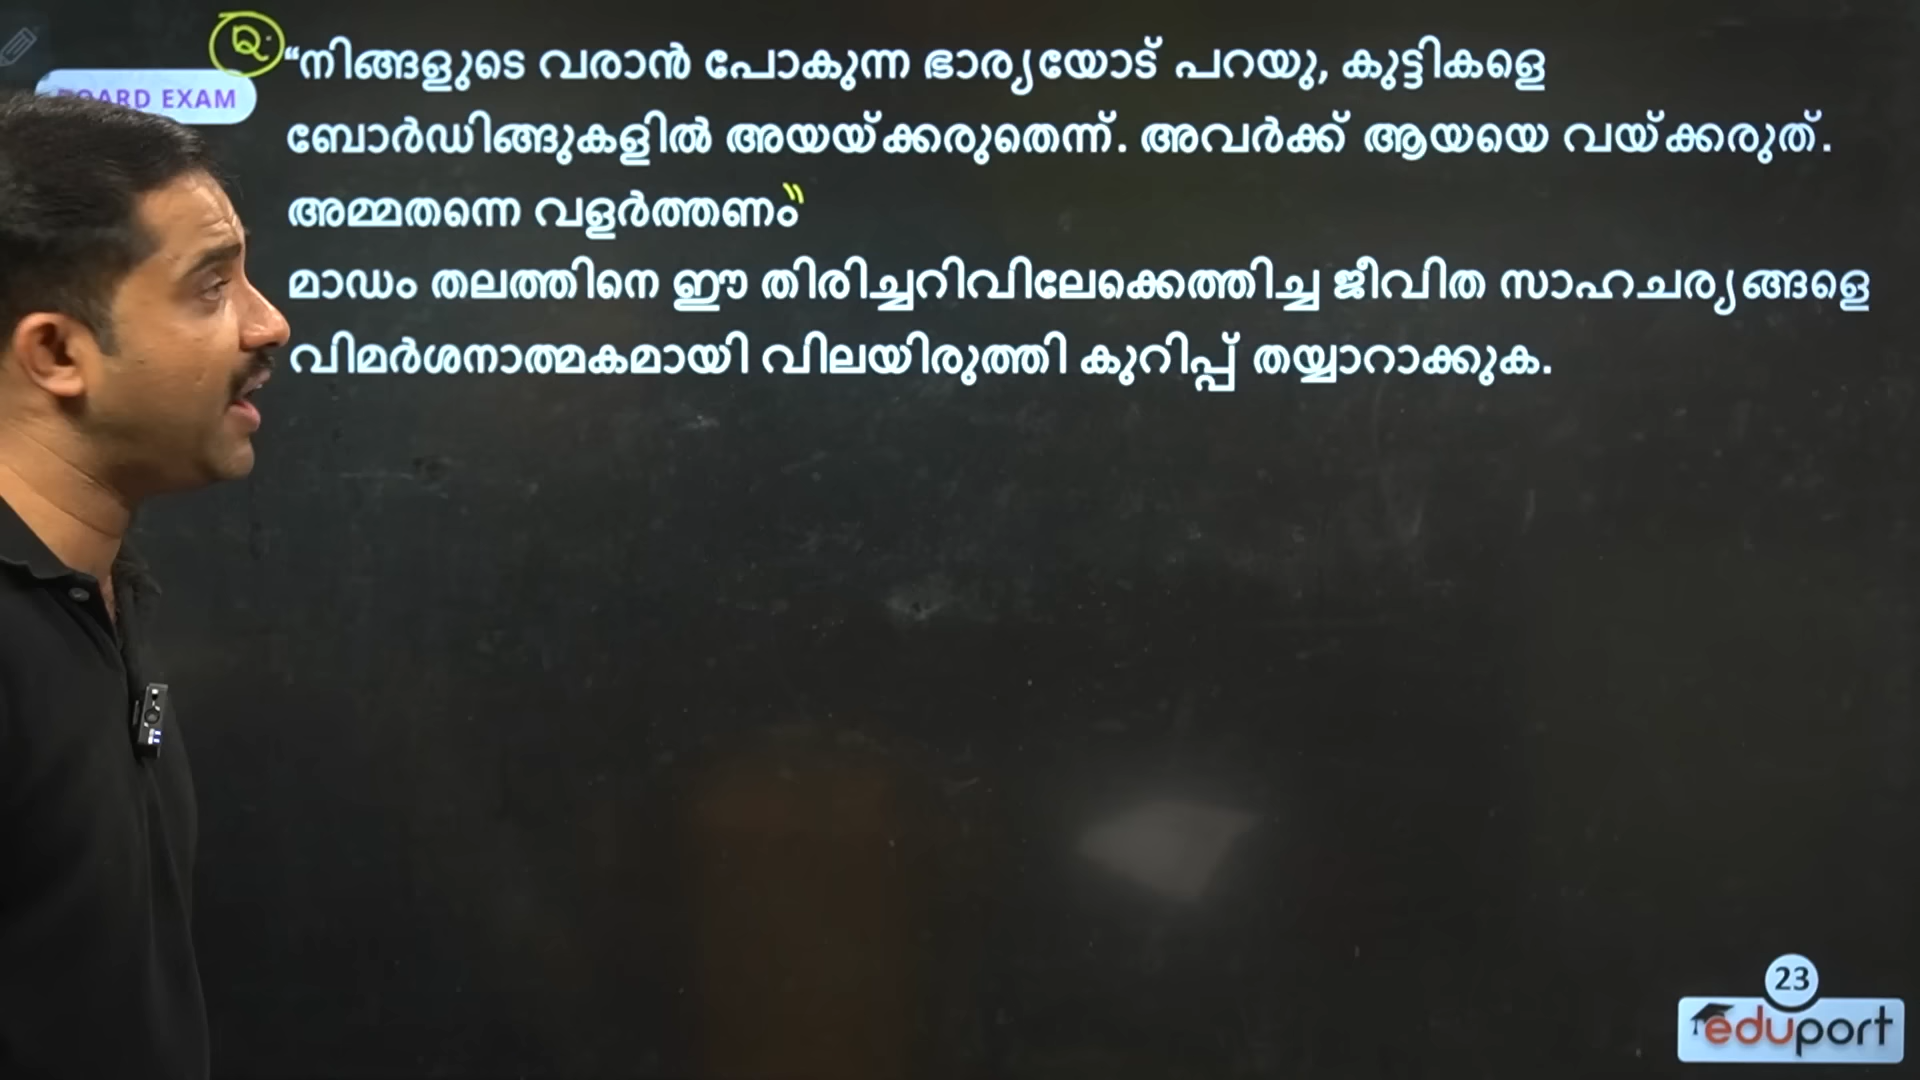 Q.
"നിങ്ങളുടെ വരാൻ പോകുന്ന ഭാര്യയോട് പറയൂ, കുട്ടികളെ
BOARD EXAM
ബോർഡിങ്ങുകളിൽ അയയ്ക്കരുതെന്ന്. അവർക്ക് ആയയെ വയ്ക്കരുത്.
അമ്മതന്നെ വളർത്തണം"
മാഡം തലത്തിനെ ഈ തിരിച്ചറിവിലേക്കെത്തിച്ച ജീവിത സാഹചര്യങ്ങളെ
വിമർശനാത്മകമായി വിലയിരുത്തി കുറിപ്പ് തയ്യാറാക്കുക.
23
eduport